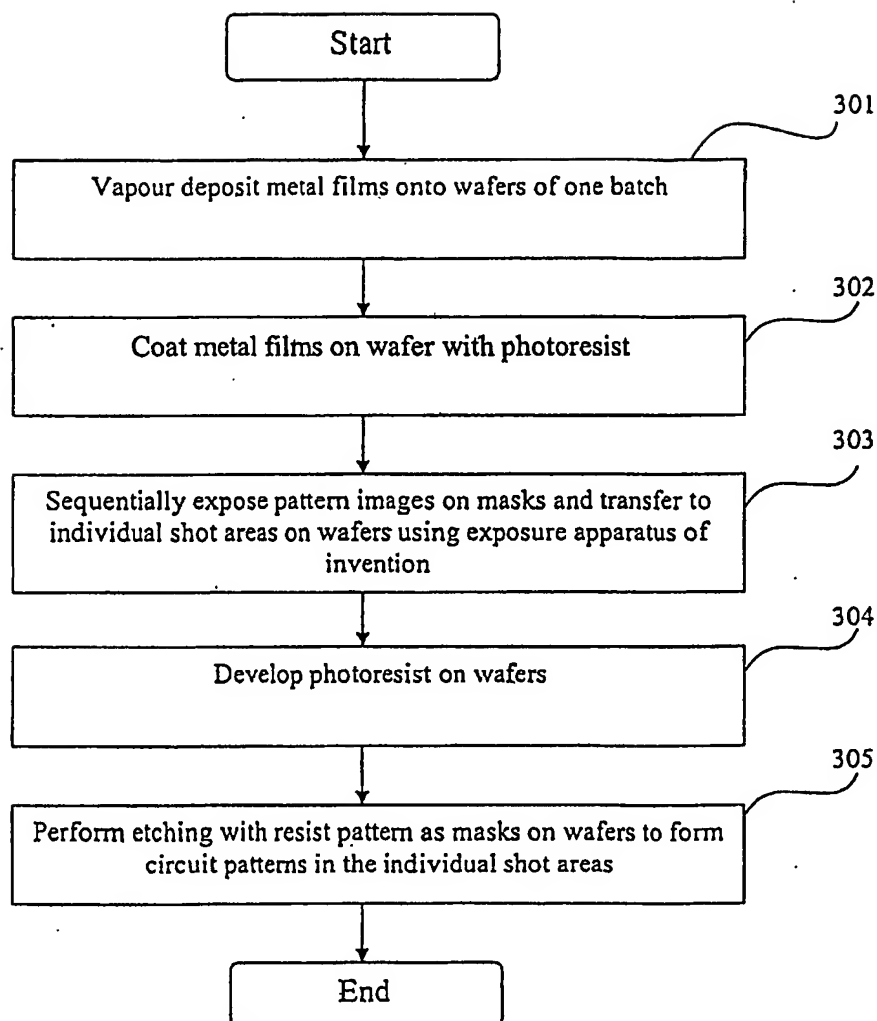 Start
301
Vapour deposit metal films onto wafers of one batch
302
Coat metal films on wafer with photoresist
303
Sequentially expose pattern images on masks and transfer to
individual shot areas on wafers using exposure apparatus of
invention
304
Develop photoresist on wafers
305
Perform etching with resist pattern as masks on wafers to form
circuit patterns in the individual shot areas
End